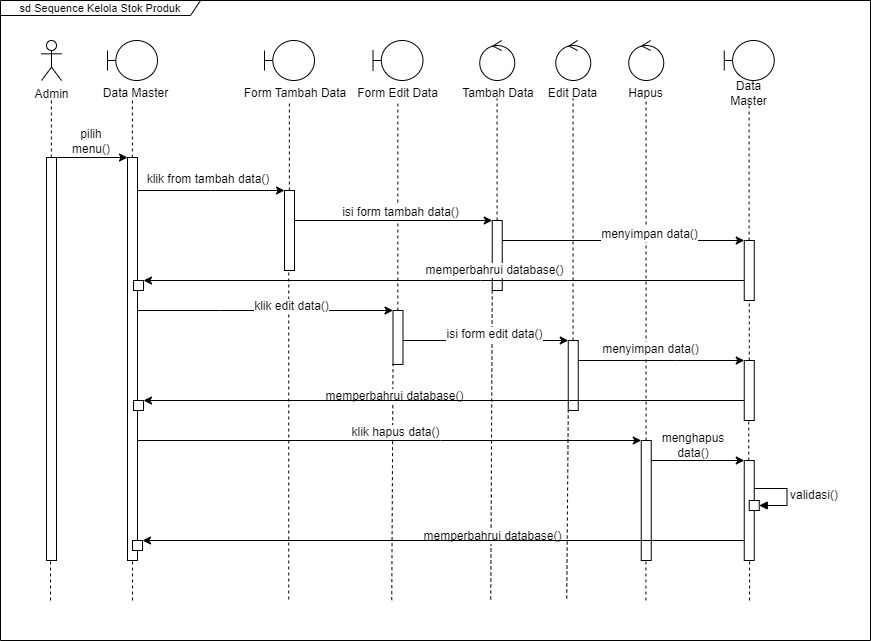 sd Sequence Kelola Stok Produk
Admin
Data Master
Form Tambah Data
Form Edit Data
Tambah Data
Edit Data
Hapus
Data
Master
pilih
menu()
klik from tambah data()
isi form tambah data()
menyimpan data()
memperbahrui database()
klik edit data()
isi form edit data()
menyimpan data()
memperbahrui database()
klik hapus data()
menghapus
data()
validasi()
memperbahrui database()